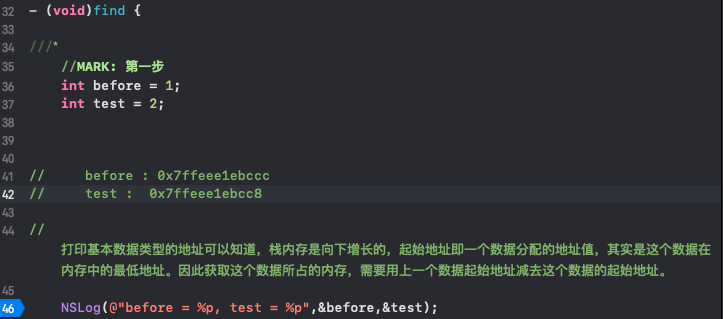 32 - (void)find {
33
34 ///*
35 //MARK: 第一步
36 int before = 1;
37 int test = 2;
38
39
40
41 // before : 0x7ffeee1ebccc
42 // test : 0x7ffeee1ebcc8
43
44 //
打印基本数据类型的地址可以知道，栈内存是向下增长的，起始地址即一个数据分配的地址值，其实是这个数据在
内存中的最低地址。因此获取这个数据所占的内存，需要用上一个数据起始地址减去这个数据的起始地址。
45
46 NSLog(@"before = %p, test = %p",&before,&test);